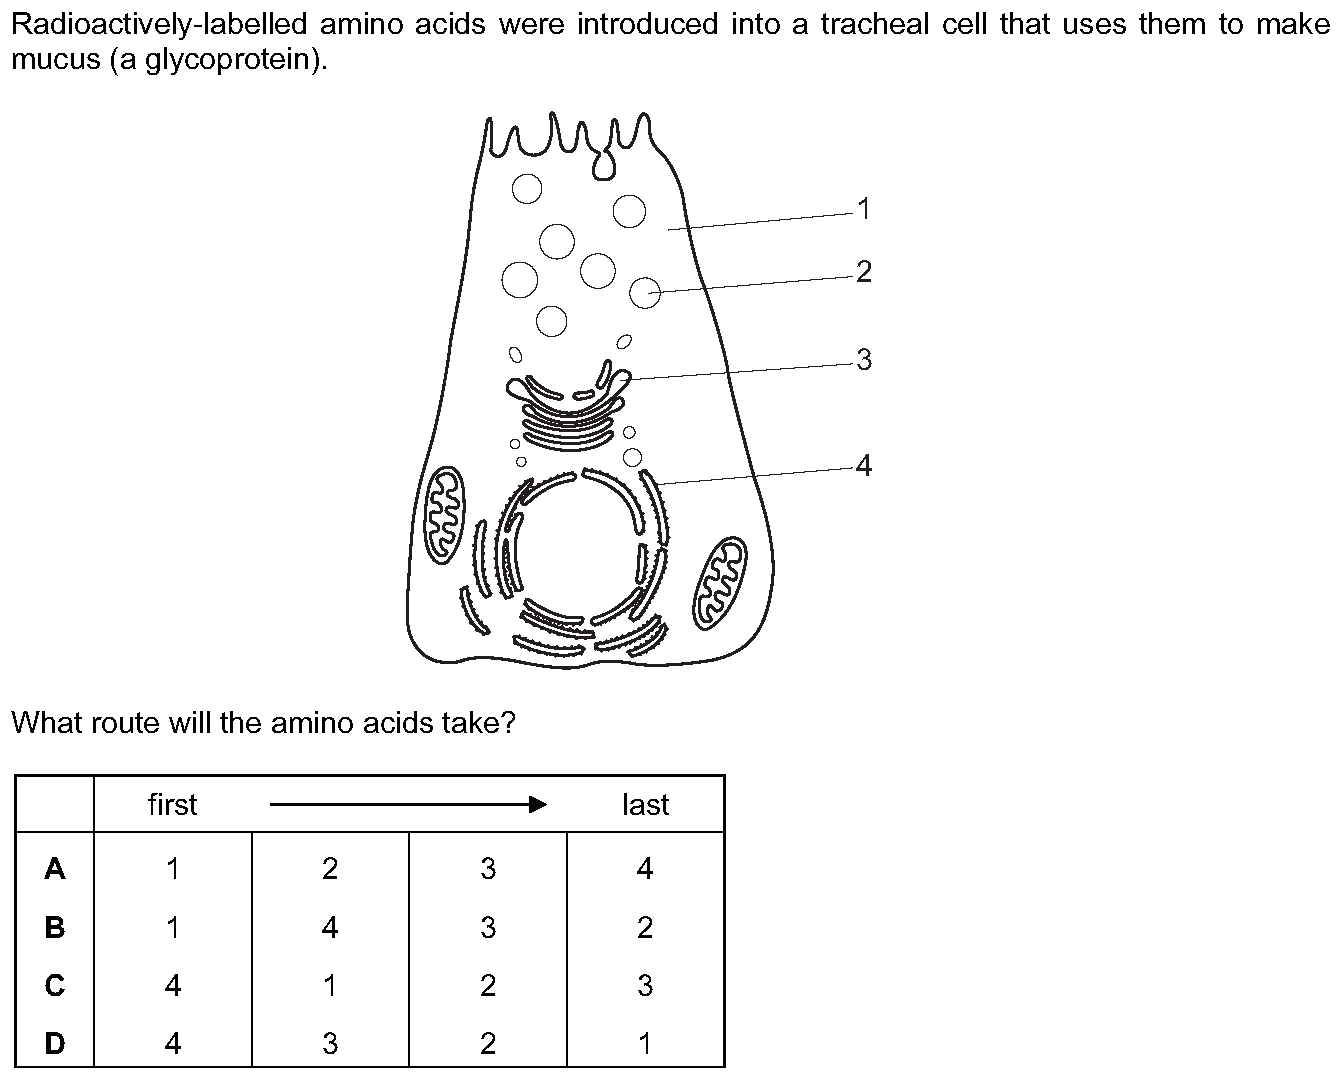 Radioactively-labelled amino acids were introduced into a tracheal cell that uses them to make
mucus (a glycoprotein).
1
2
3
4
What route will the amino acids take?
first last
A 1 2 3 4
B 1 4 3 2
C 4 1 2 3
D 4 3 2 1